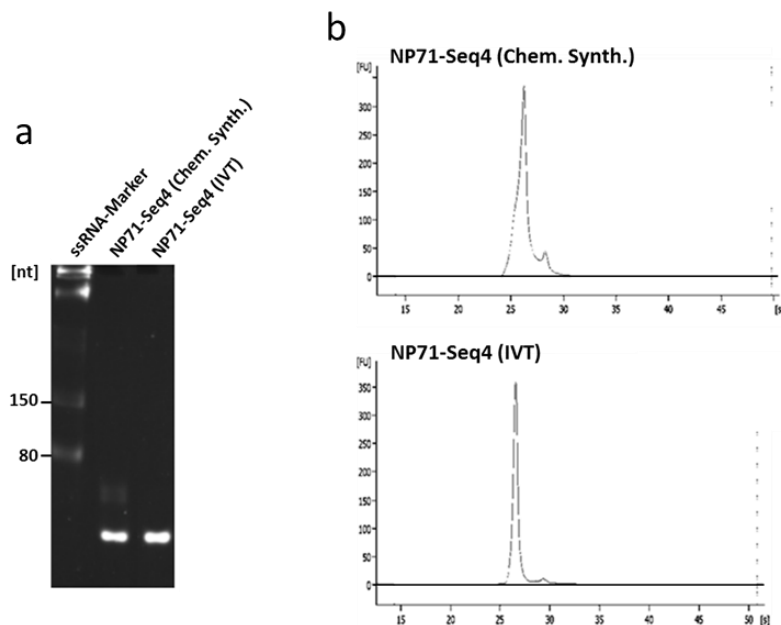 a
ssRNA-Marker
NP71-Seq4 (Chem. Synth.)
NP71-Seq4 (IVT)
[nt]
150
80
b
NP71-Seq4 (Chem. Synth.)
[FU]
300
250
200
150
100
50
0
15 20 25 30 35 40 45 [s
NP71-Seq4 (IVT)
[FU]
350
300
250
200
150
100
50
0
15 20 25 30 35 40 45 50 [s]